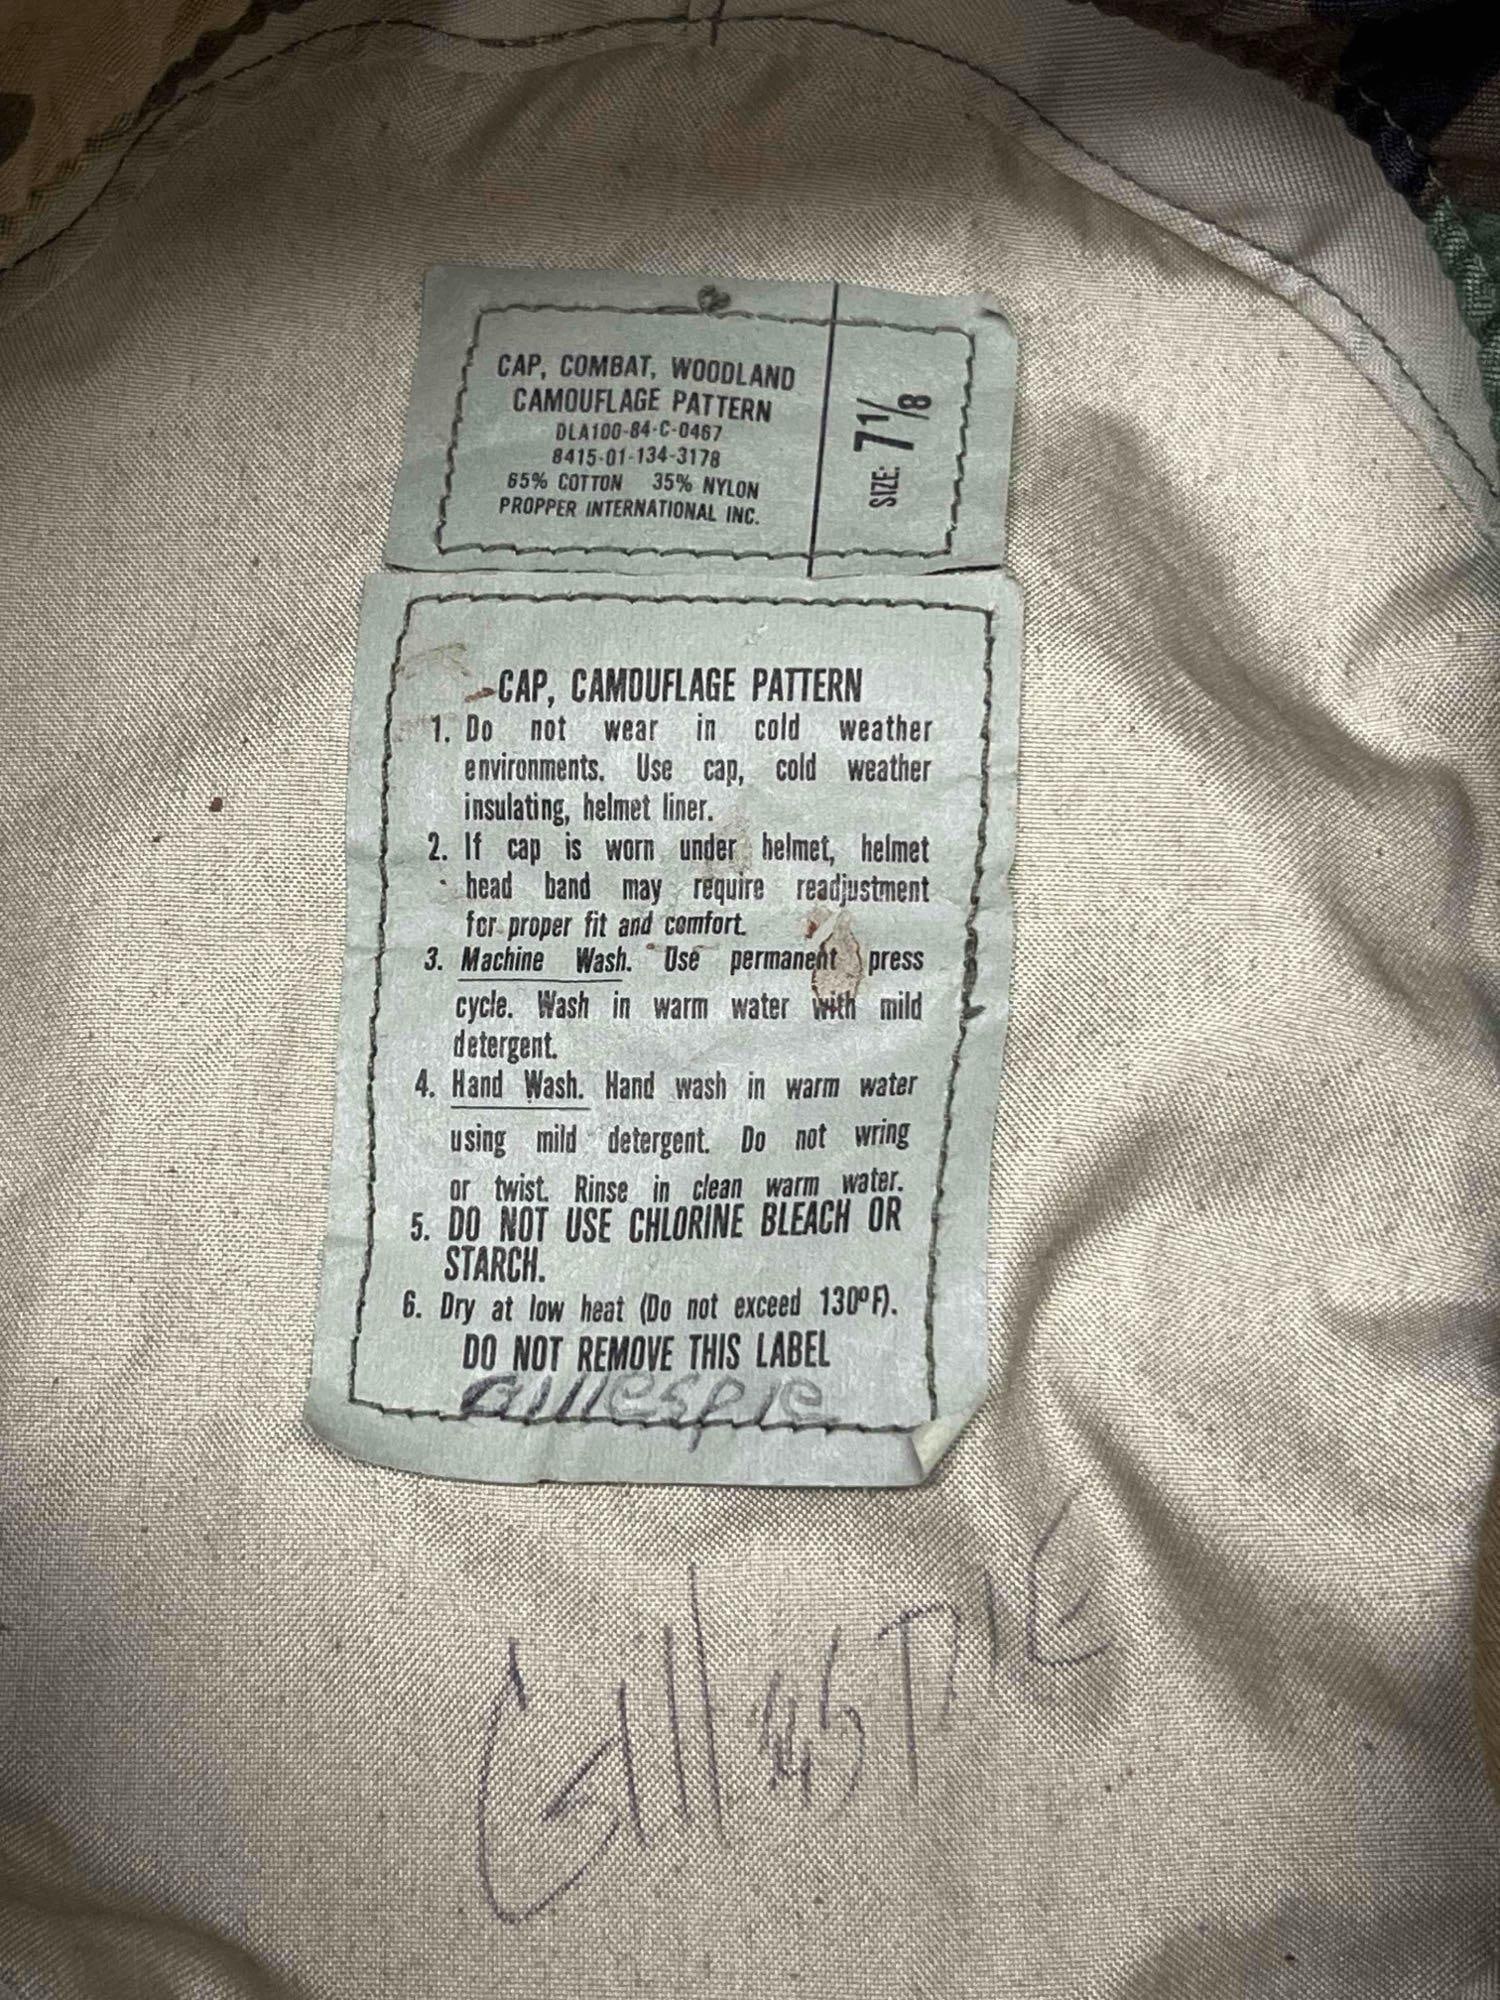 CAP, COMBAT, WOODLAND
CAMOUFLAGE PATTERN
DLA100-84-C-0467
8415-01-134-3178
65% COTTON 35% NYLON
PROPPER INTERNATIONAL INC.
SIZE: 7 1/8
CAP, CAMOUFLAGE PATTERN
1. Do not wear in cold weather
environments. Use cap, cold weather
insulating, helmet liner.
2. If cap is worn under helmet, helmet
head band may require readjustment
for proper fit and comfort.
3. Machine Wash. Use permanent press
cycle. Wash in warm water with mild
detergent.
4. Hand Wash. Hand wash in warm water
using mild detergent. Do not wring
or twist. Rinse in clean warm water.
5. DO NOT USE CHLORINE BLEACH OR
STARCH.
6. Dry at low heat (Do not exceed 130ºF).
DO NOT REMOVE THIS LABEL
Gillespie
GillESPIE